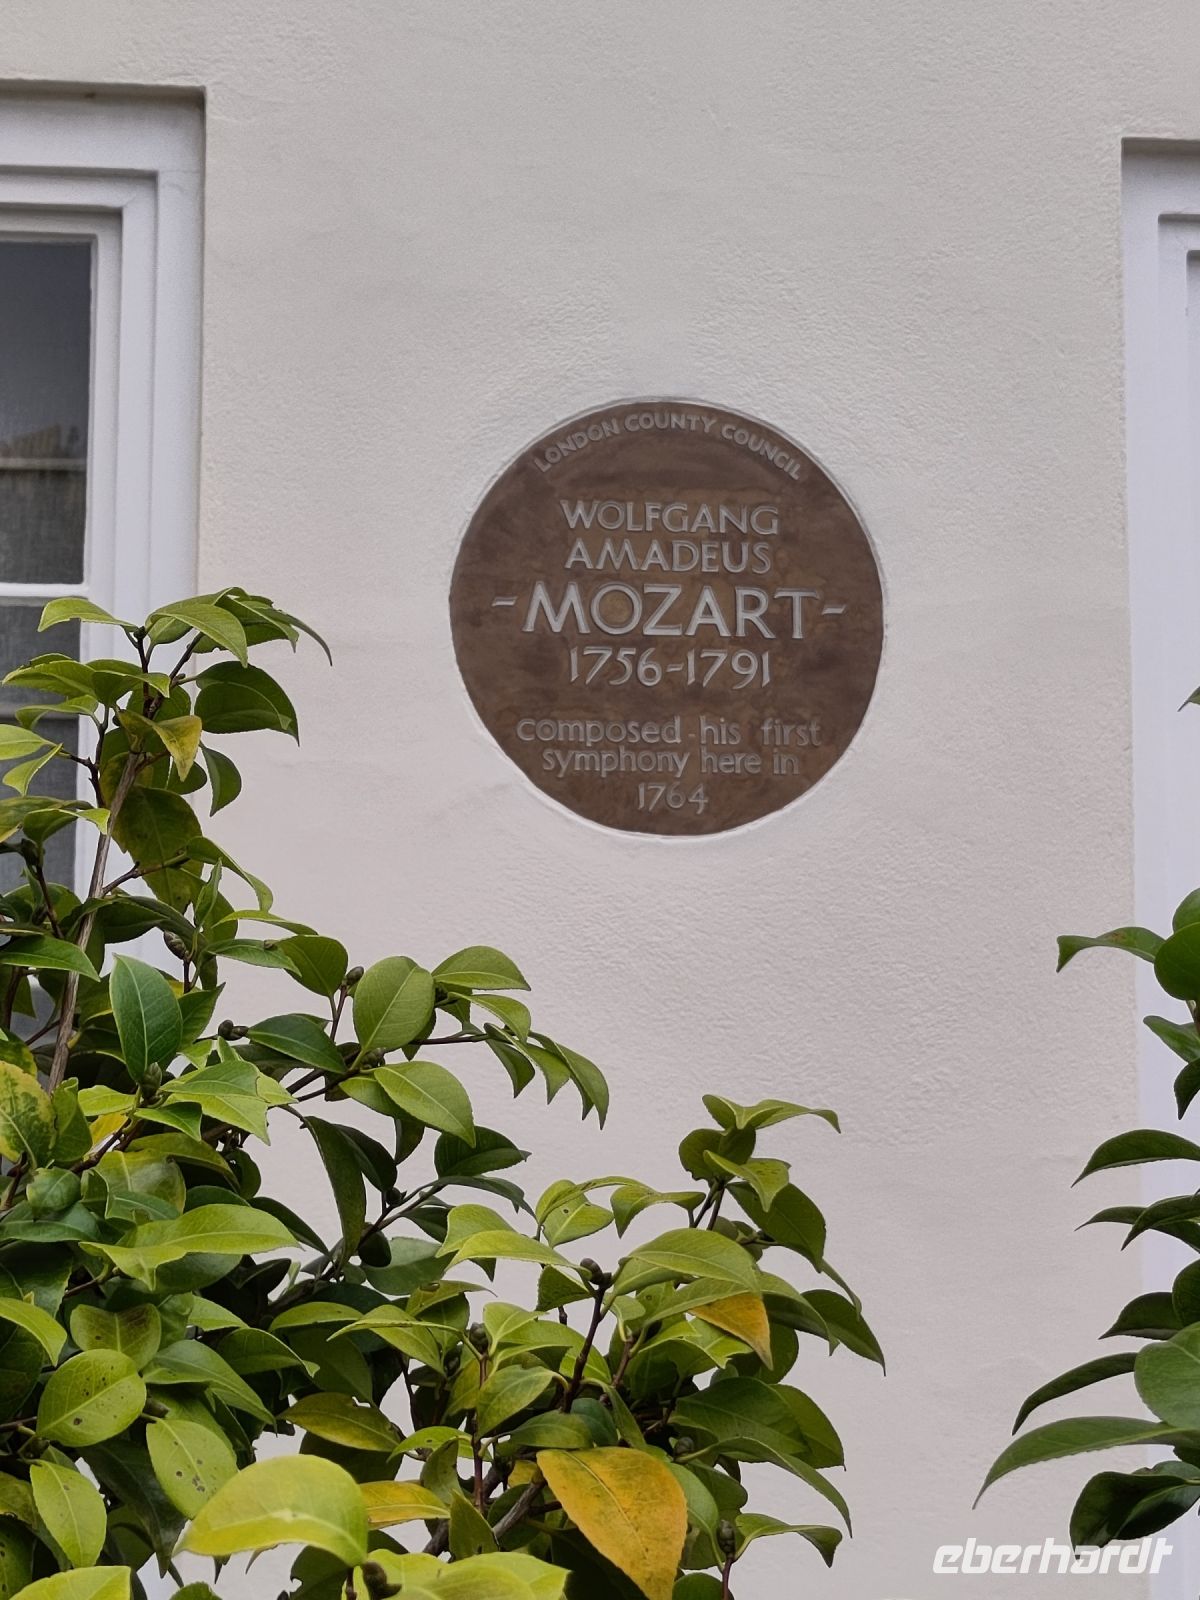 LONDON COUNTY COUNCIL
WOLFGANG
AMADEUS
-MOZART-
1756-1791
composed his first
symphony here in
1764
eberhardt